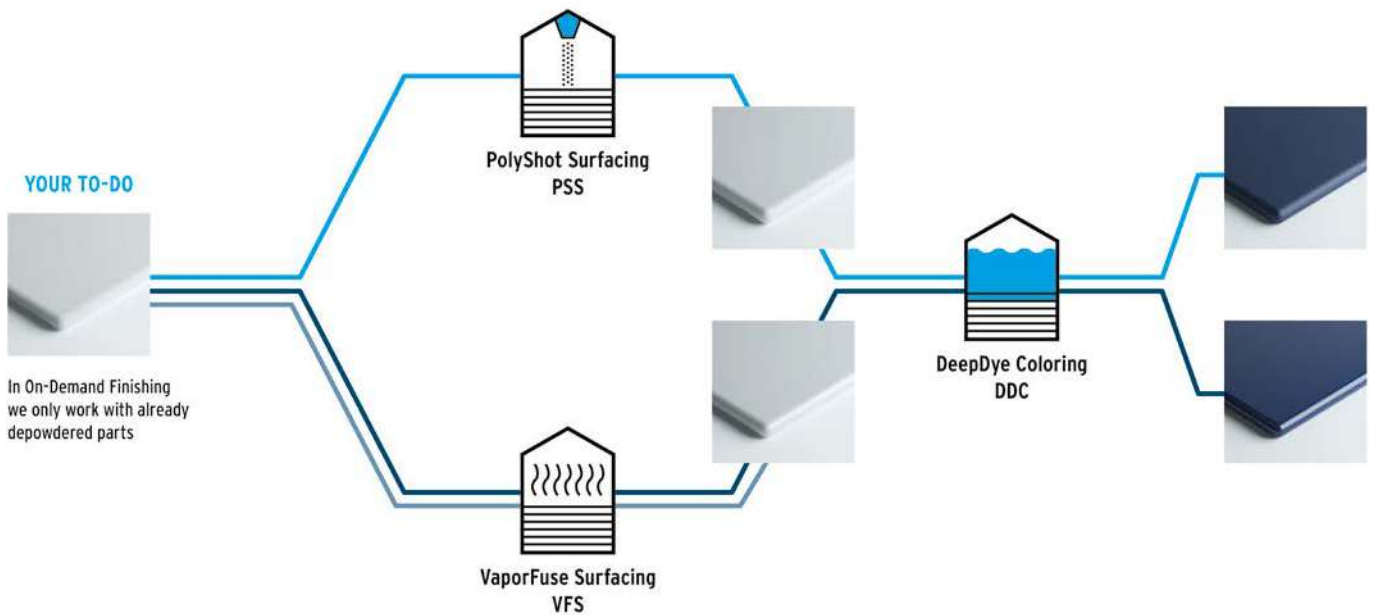 PolyShot Surfacing
PSS
YOUR TO-DO
In On-Demand Finishing
we only work with already
depowdered parts
DeepDye Coloring
DDC
VaporFuse Surfacing
VFS